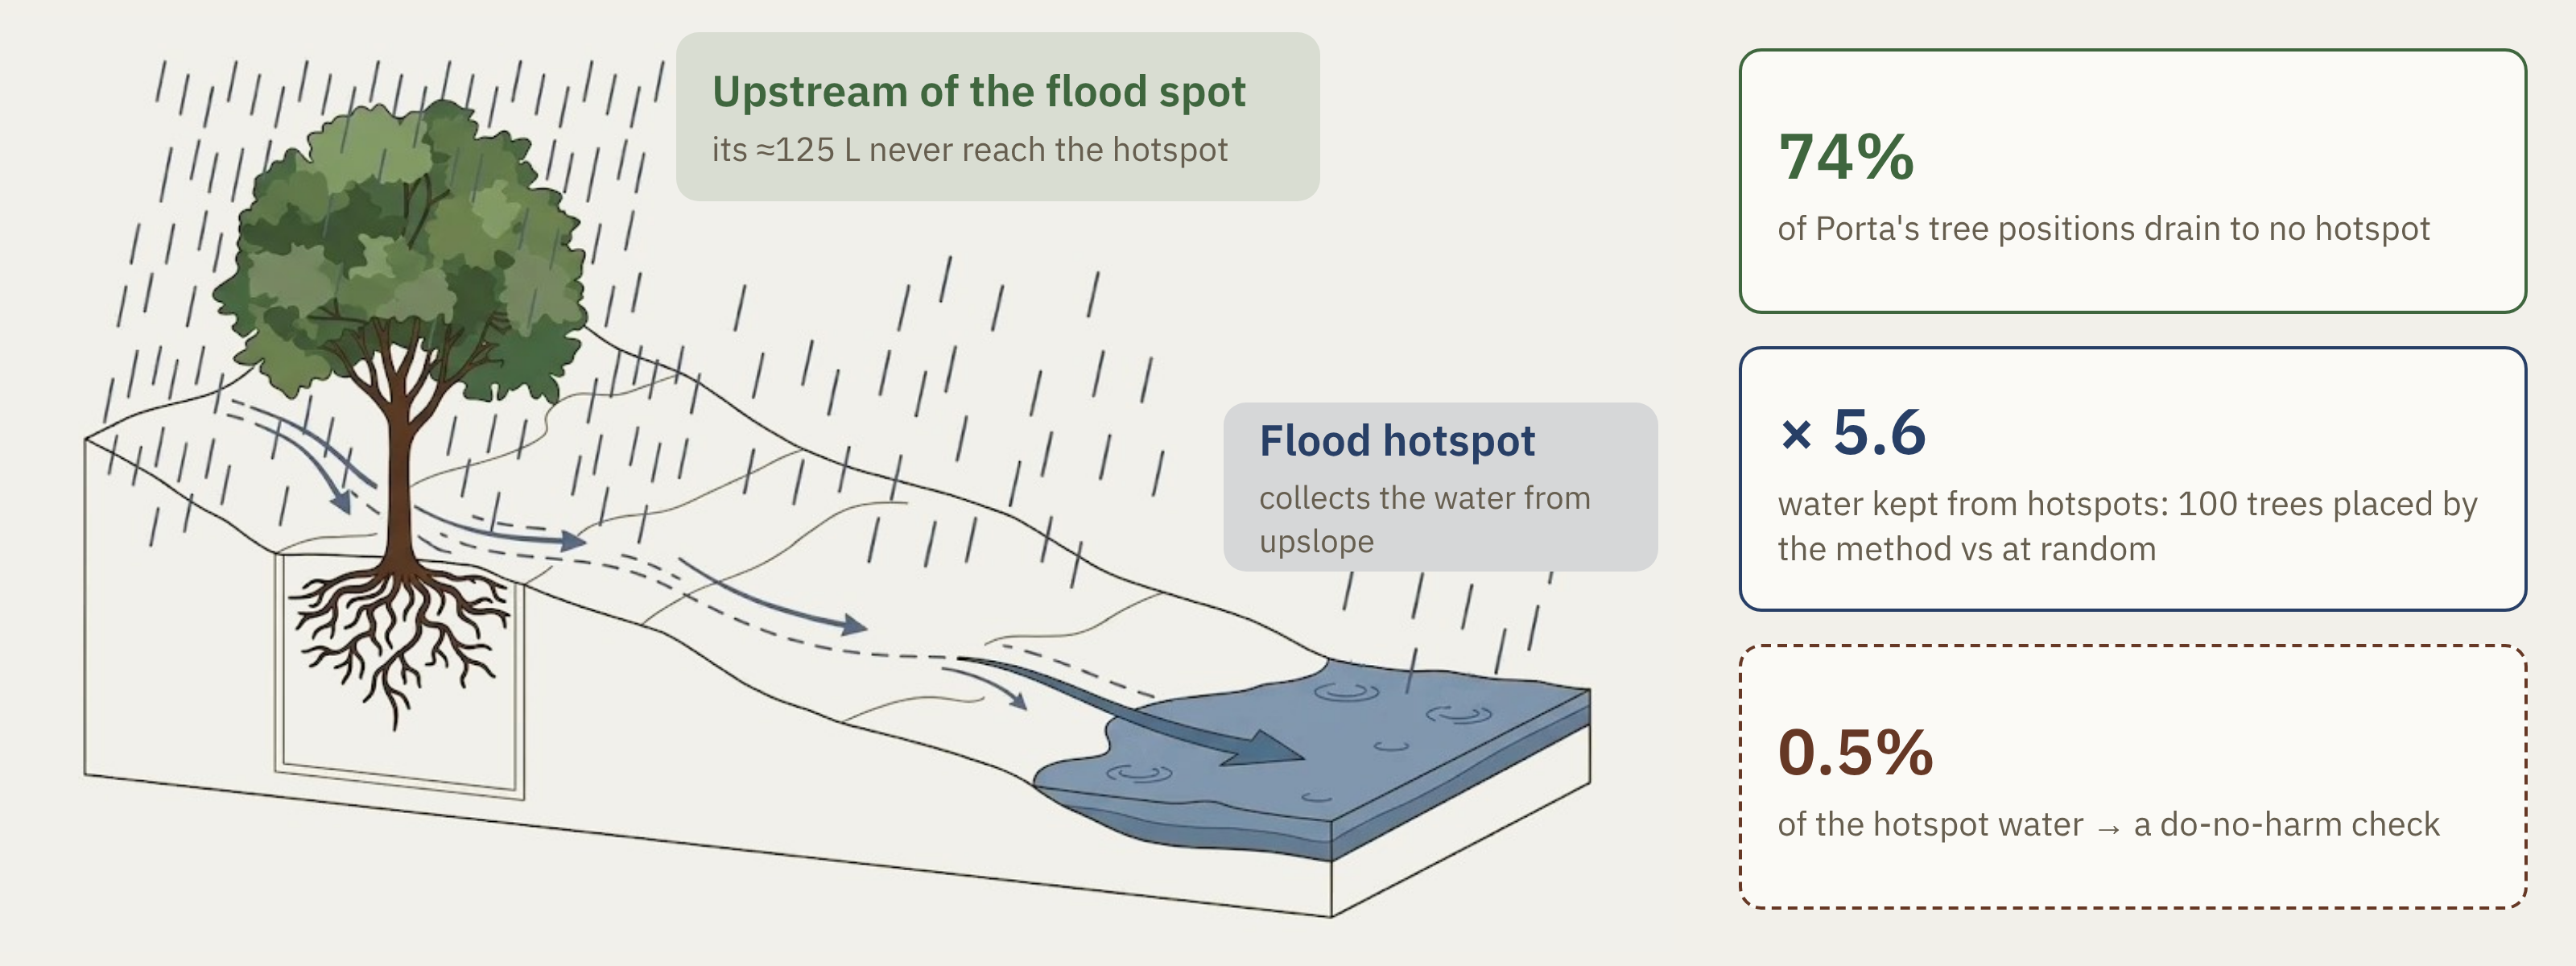 Upstream of the flood spot
its ≈125 L never reach the hotspot
Flood hotspot
collects the water from
upslope
74%
of Porta's tree positions drain to no hotspot
× 5.6
water kept from hotspots: 100 trees placed by
the method vs at random
0.5%
of the hotspot water → a do-no-harm check